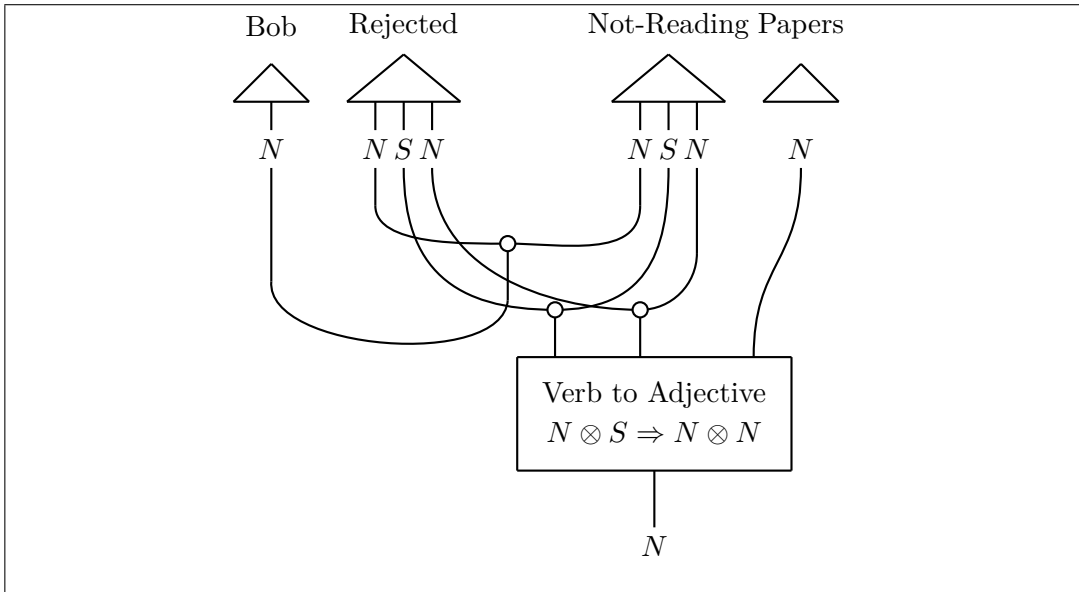 Bob Rejected Not-Reading Papers
N N S N N S N N
Verb to Adjective
N ⊗ S ⇒ N ⊗ N
N